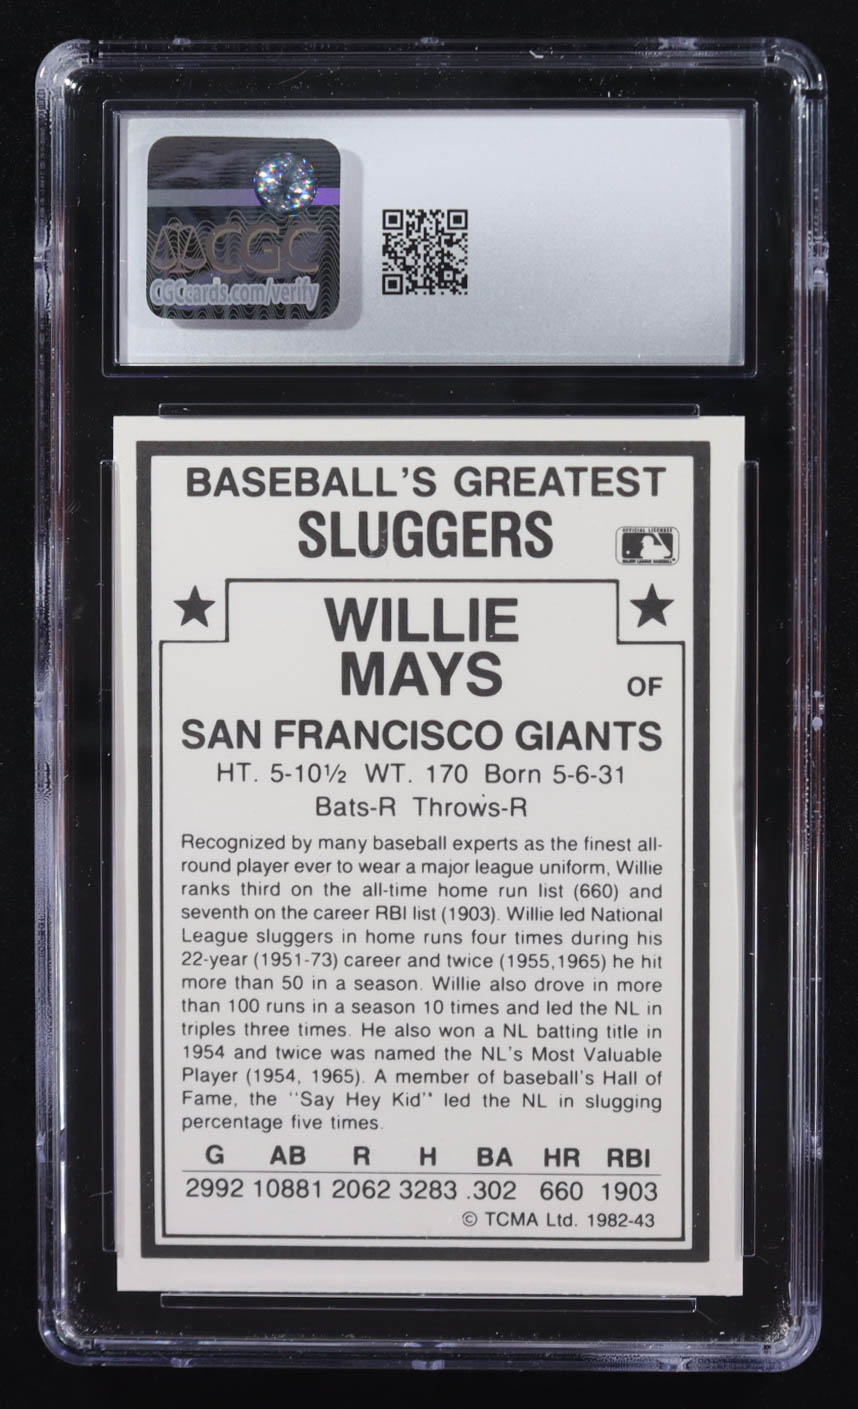 CGC
CGCcards.com/verify
BASEBALL'S GREATEST
SLUGGERS
OFFICIAL LICENSEE
MAJOR LEAGUE BASEBALL
WILLIE
MAYS
OF
SAN FRANCISCO GIANTS
HT. 5-10½ WT. 170 Born 5-6-31
Bats-R Throws-R
Recognized by many baseball experts as the finest all-
round player ever to wear a major league uniform, Willie
ranks third on the all-time home run list (660) and
seventh on the career RBI list (1903). Willie led National
League sluggers in home runs four times during his
22-year (1951-73) career and twice (1955,1965) he hit
more than 50 in a season. Willie also drove in more
than 100 runs in a season 10 times and led the NL in
triples three times. He also won a NL batting title in
1954 and twice was named the NL's Most Valuable
Player (1954, 1965). A member of baseball's Hall of
Fame, the "Say Hey Kid" led the NL in slugging
percentage five times.
G AB R H BA HR RBI
2992 10881 2062 3283 .302 660 1903
© TCMA Ltd. 1982-43